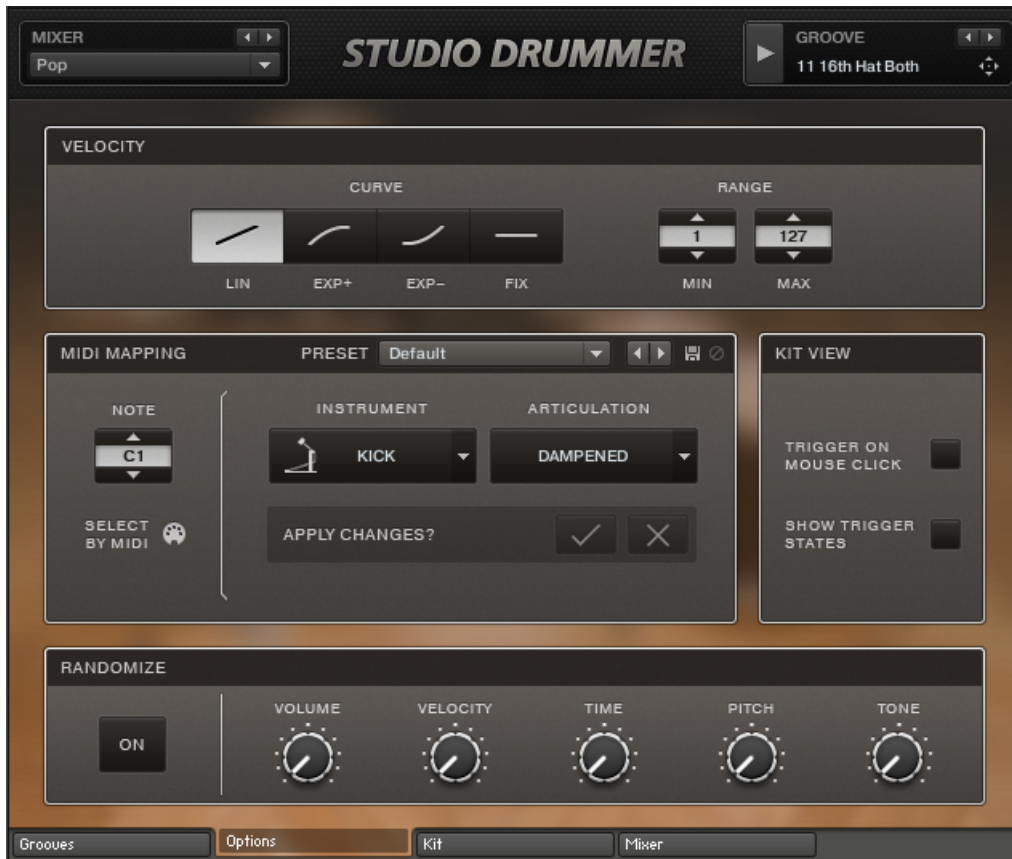 MIXER
Pop
STUDIO DRUMMER
GROOVE
11 16th Hat Both
VELOCITY
CURVE
RANGE
1
127
LIN
EXP+
EXP–
FIX
MIN
MAX
MIDI MAPPING
PRESET
Default
KIT VIEW
NOTE
INSTRUMENT
ARTICULATION
C1
KICK
DAMPENED
TRIGGER ON
MOUSE CLICK
SELECT
BY MIDI
APPLY CHANGES?
SHOW TRIGGER
STATES
RANDOMIZE
ON
VOLUME
VELOCITY
TIME
PITCH
TONE
Grooves
Options
Kit
Mixer